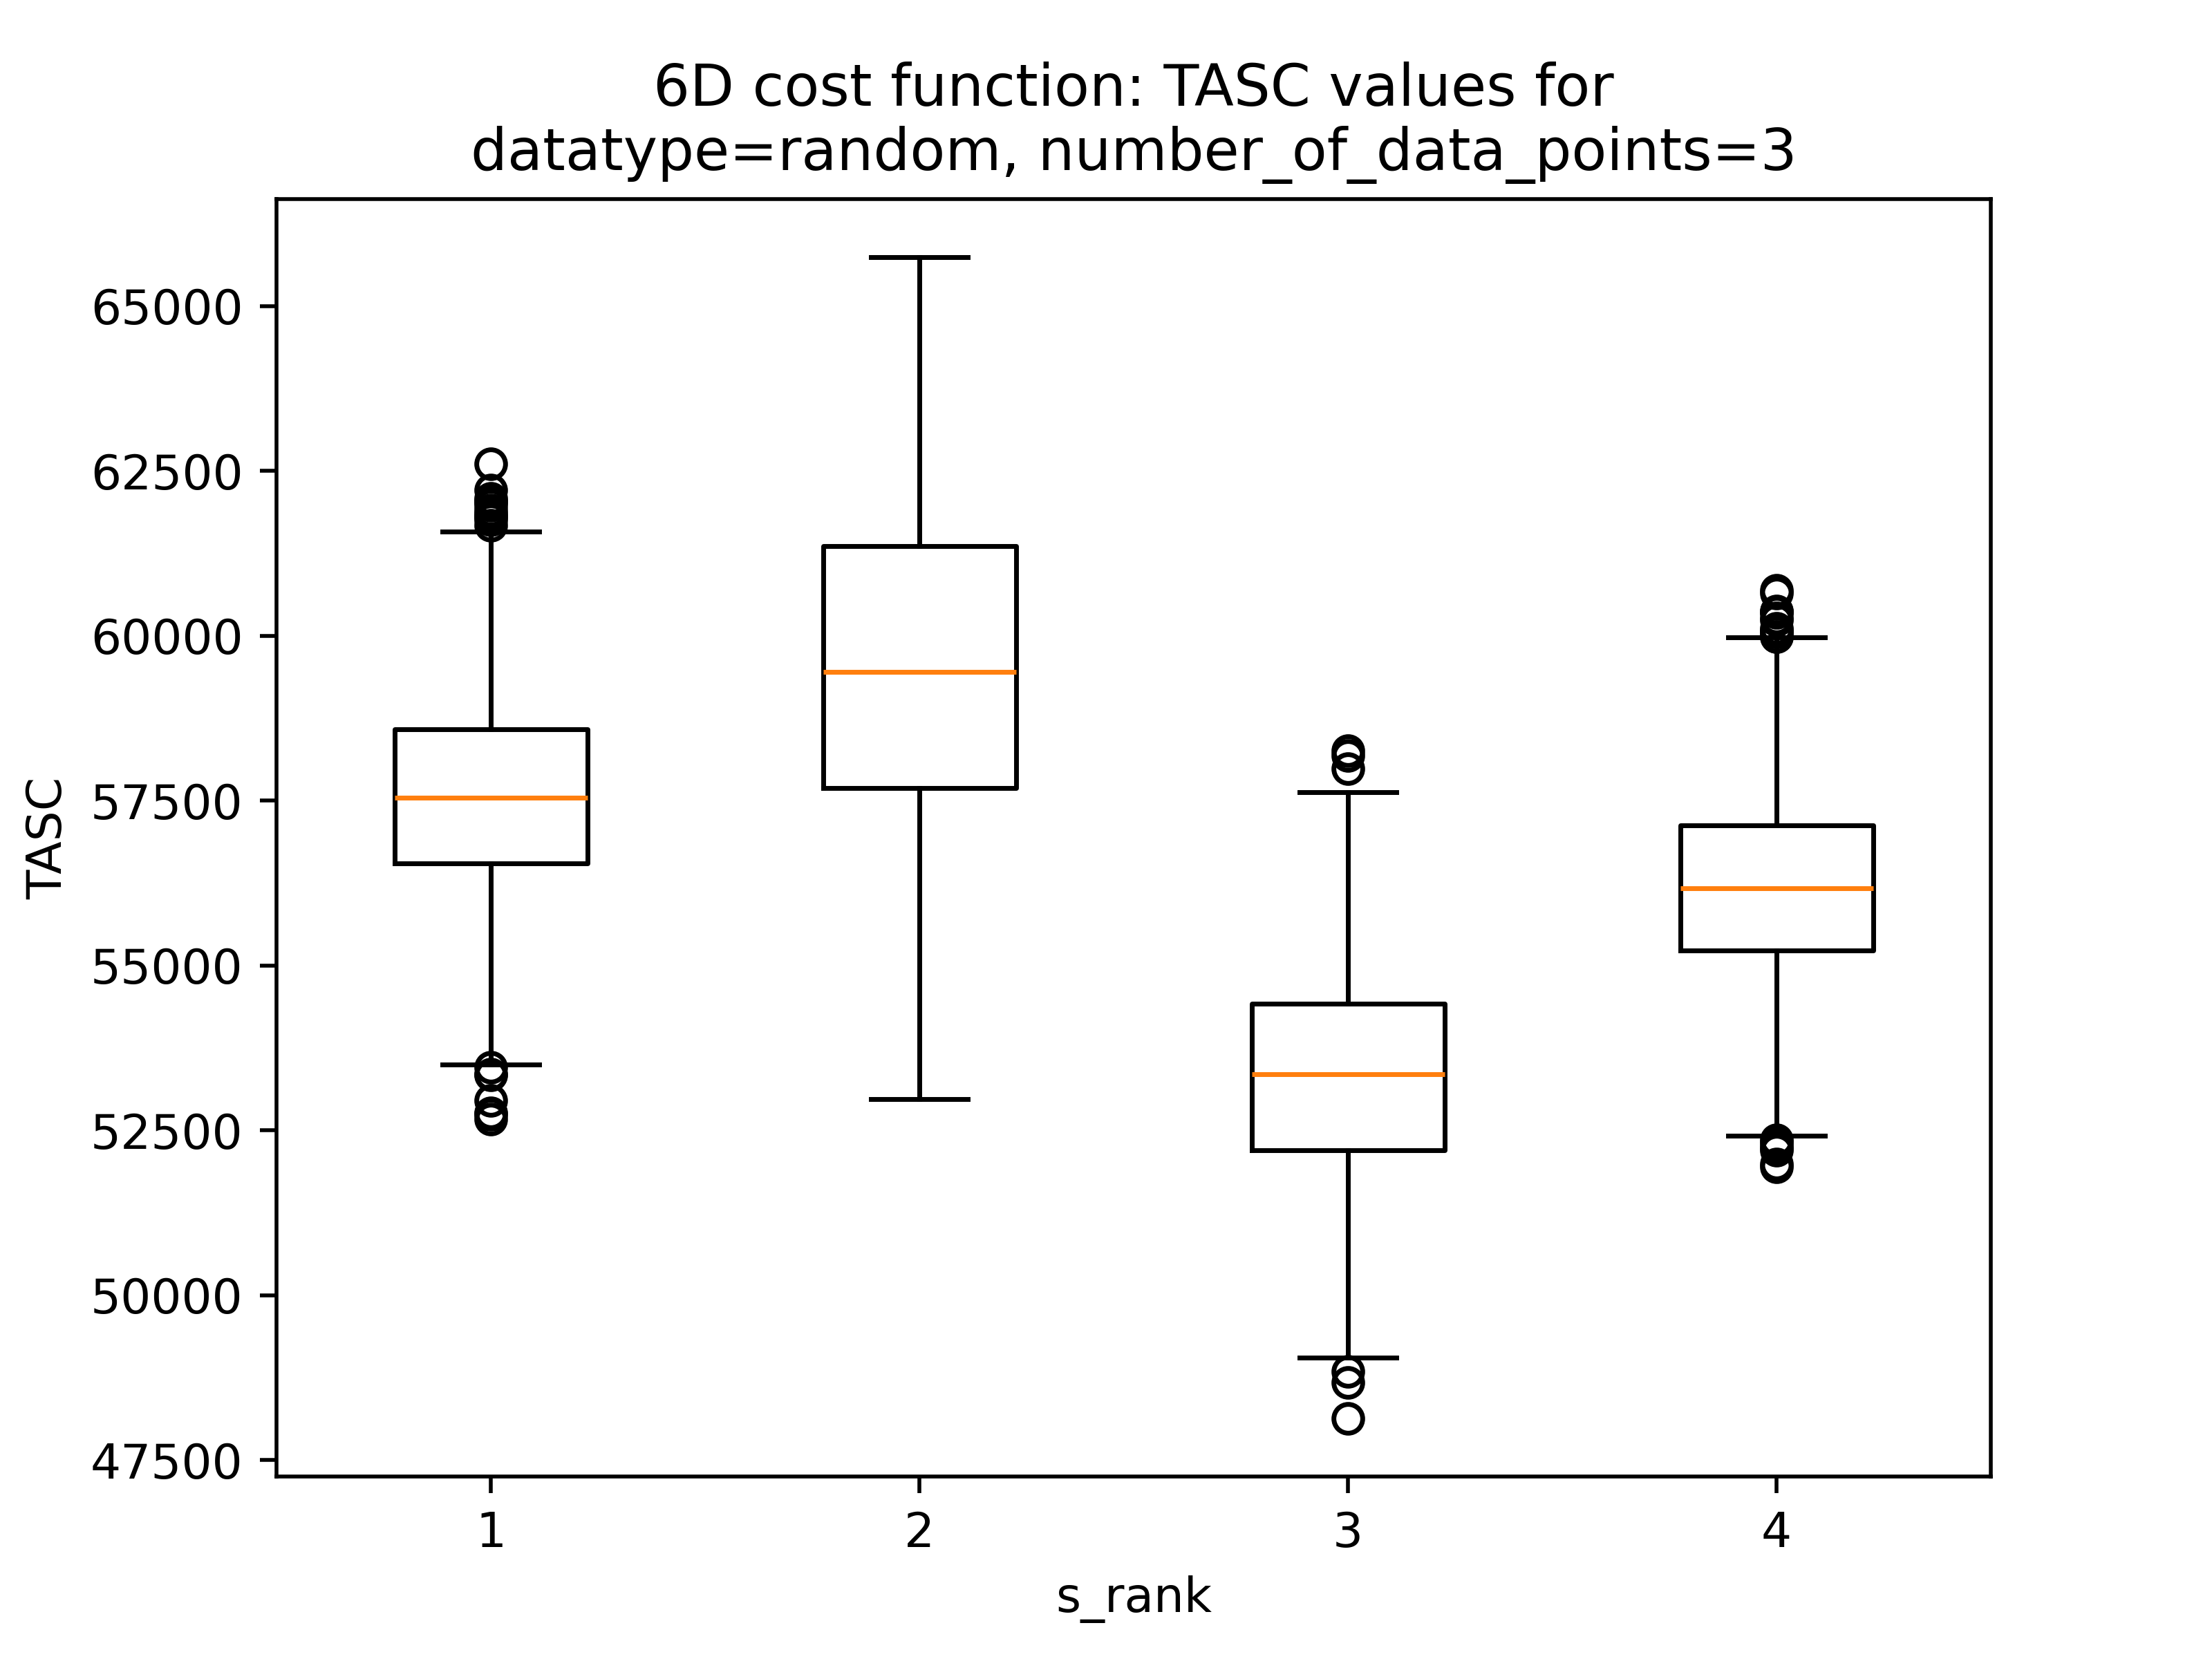 6D cost function: TASC values for
datatype=random, number_of_data_points=3
TASC
65000
62500
60000
57500
55000
52500
50000
47500
1 2 3 4
s_rank